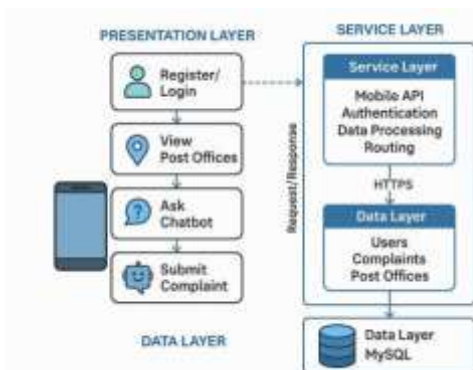 PRESENTATION LAYER
Register/
Login
View
Post Offices
Ask
Chatbot
Submit
Complaint
DATA LAYER
Request/Response
SERVICE LAYER
Service Layer
Mobile API
Authentication
Data Processing
Routing
HTTPS
Data Layer
Users
Complaints
Post Offices
Data Layer
MySQL